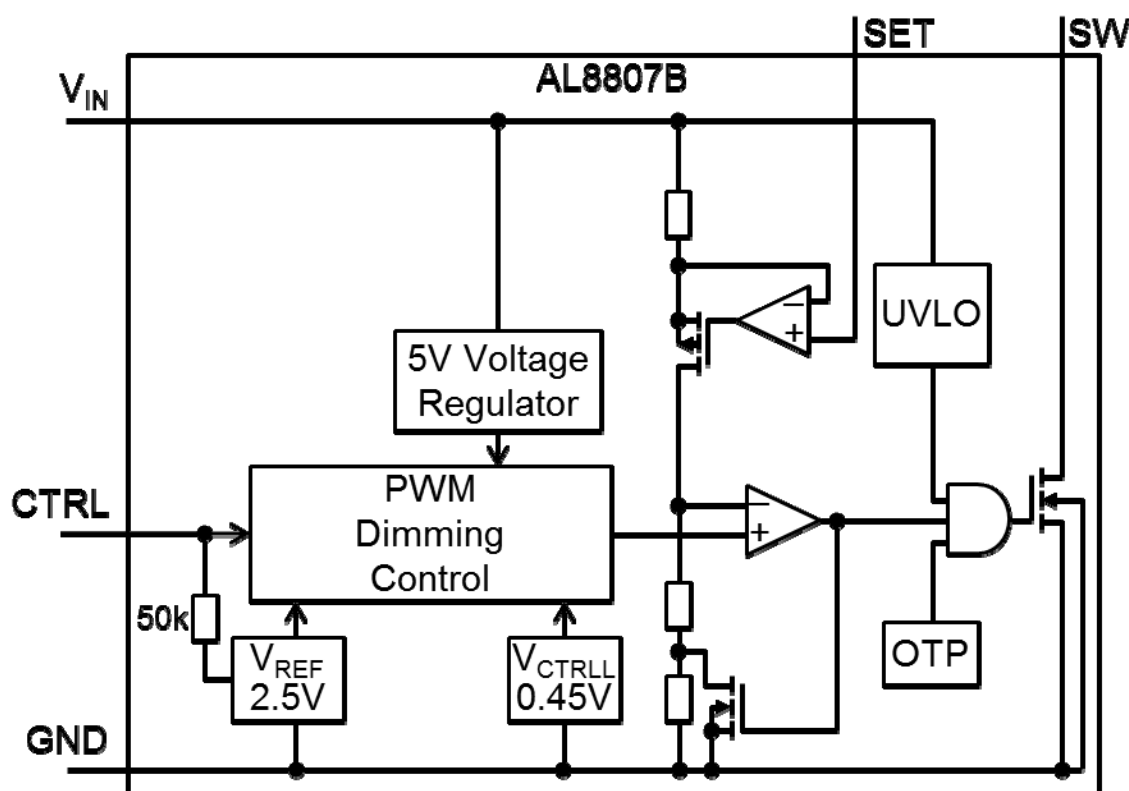 SET
SW
AL8807B
VIN
UVLO
5V Voltage
Regulator
−
+
CTRL
PWM
Dimming
Control
−
+
50k
VREF
2.5V
VCTRLL
0.45V
OTP
GND